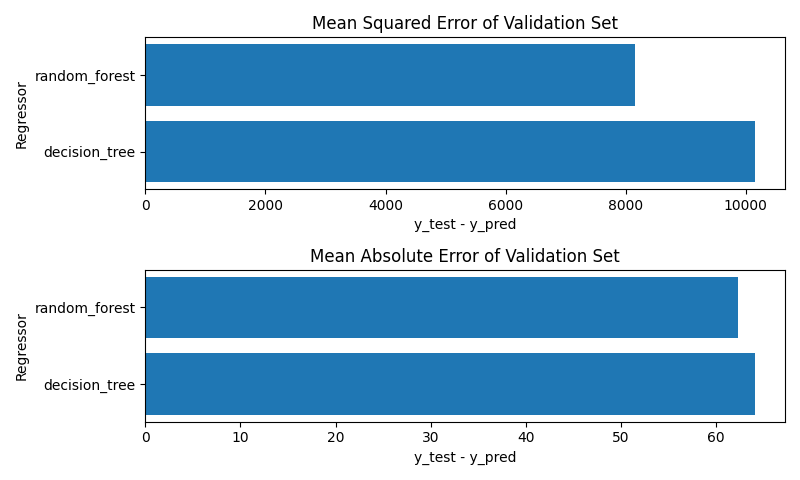 Mean Squared Error of Validation Set
Regressor
random_forest
decision_tree
0 2000 4000 6000 8000 10000
y_test - y_pred
Mean Absolute Error of Validation Set
Regressor
random_forest
decision_tree
0 10 20 30 40 50 60
y_test - y_pred